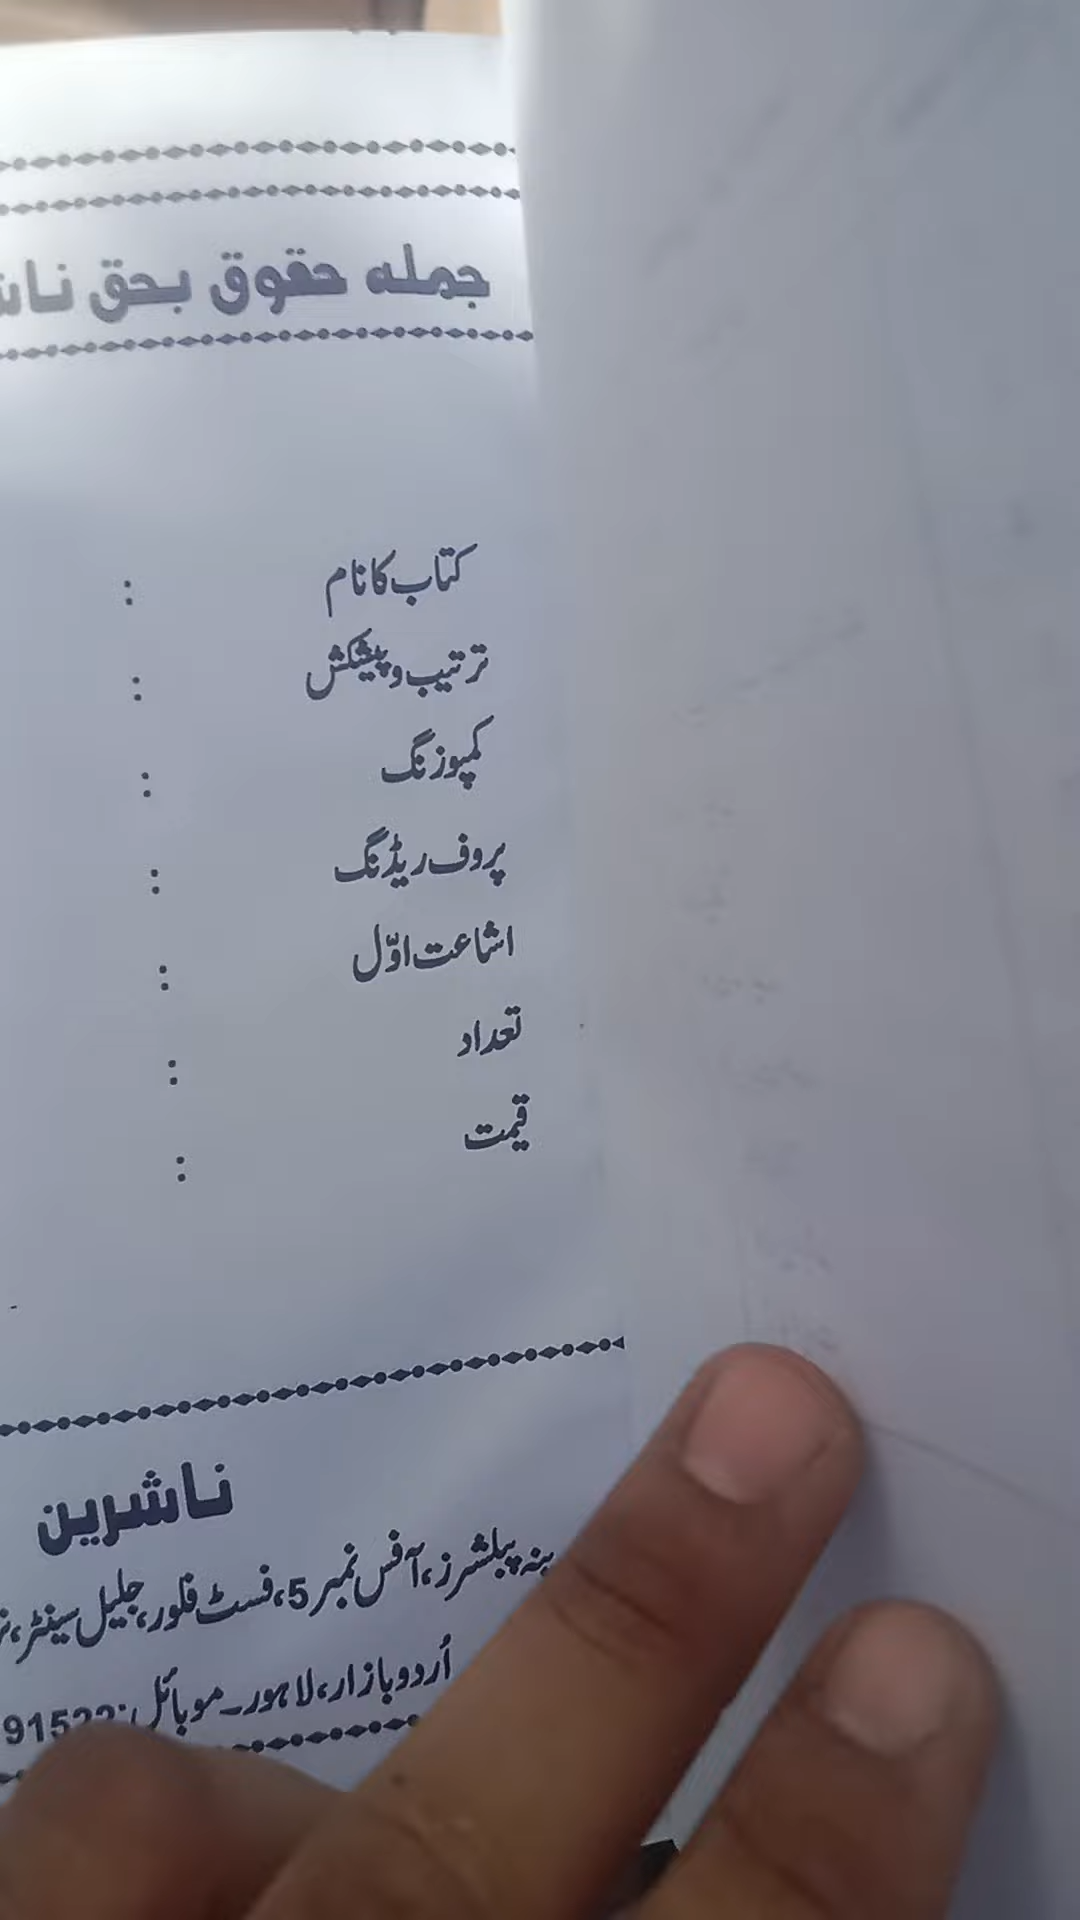 جملہ حقوق بحق
کتاب کا نام :
ترتیب و پیشکش :
کمپوزنگ :
پروف ریڈنگ :
اشاعت اوّل :
تعداد :
قیمت :
ناشرین
پبلشرز، آفس نمبر 5، فسٹ فلور، جلیل سینٹر،
اُردو بازار، لاہور۔ موبائل: